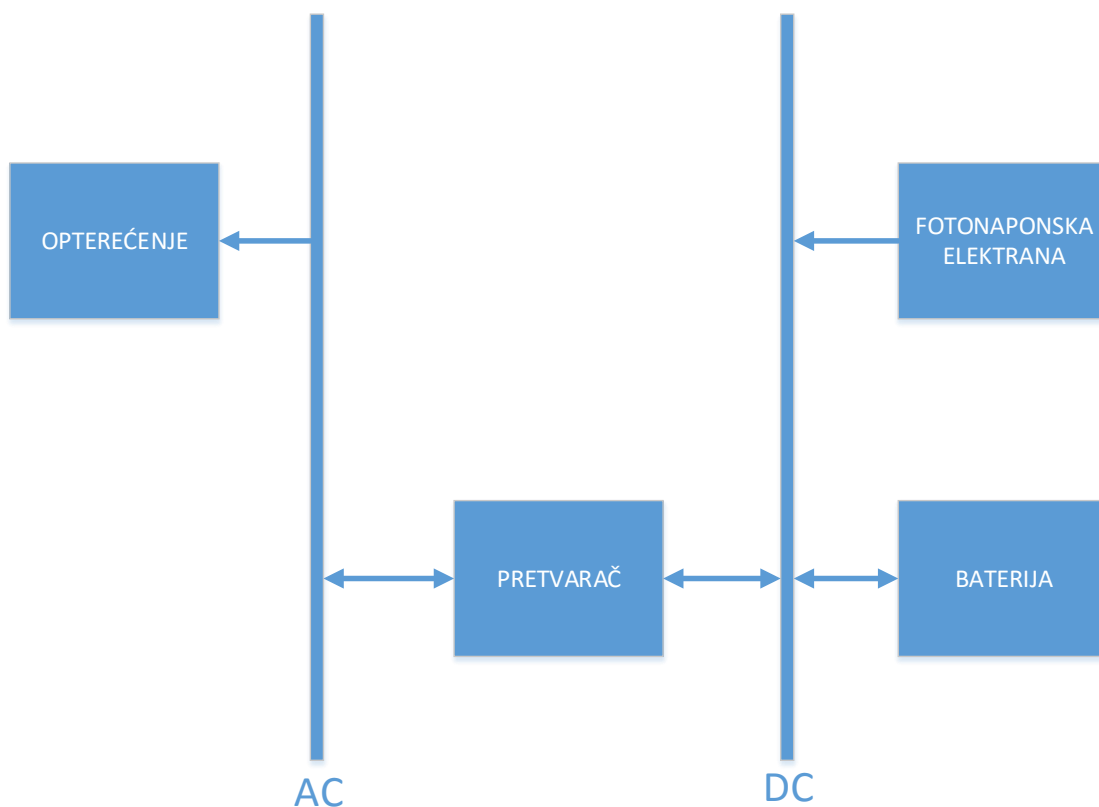 OPTEREĆENJE
FOTONAPONSKA
ELEKTRANA
PRETVARAČ
BATERIJA
AC
DC